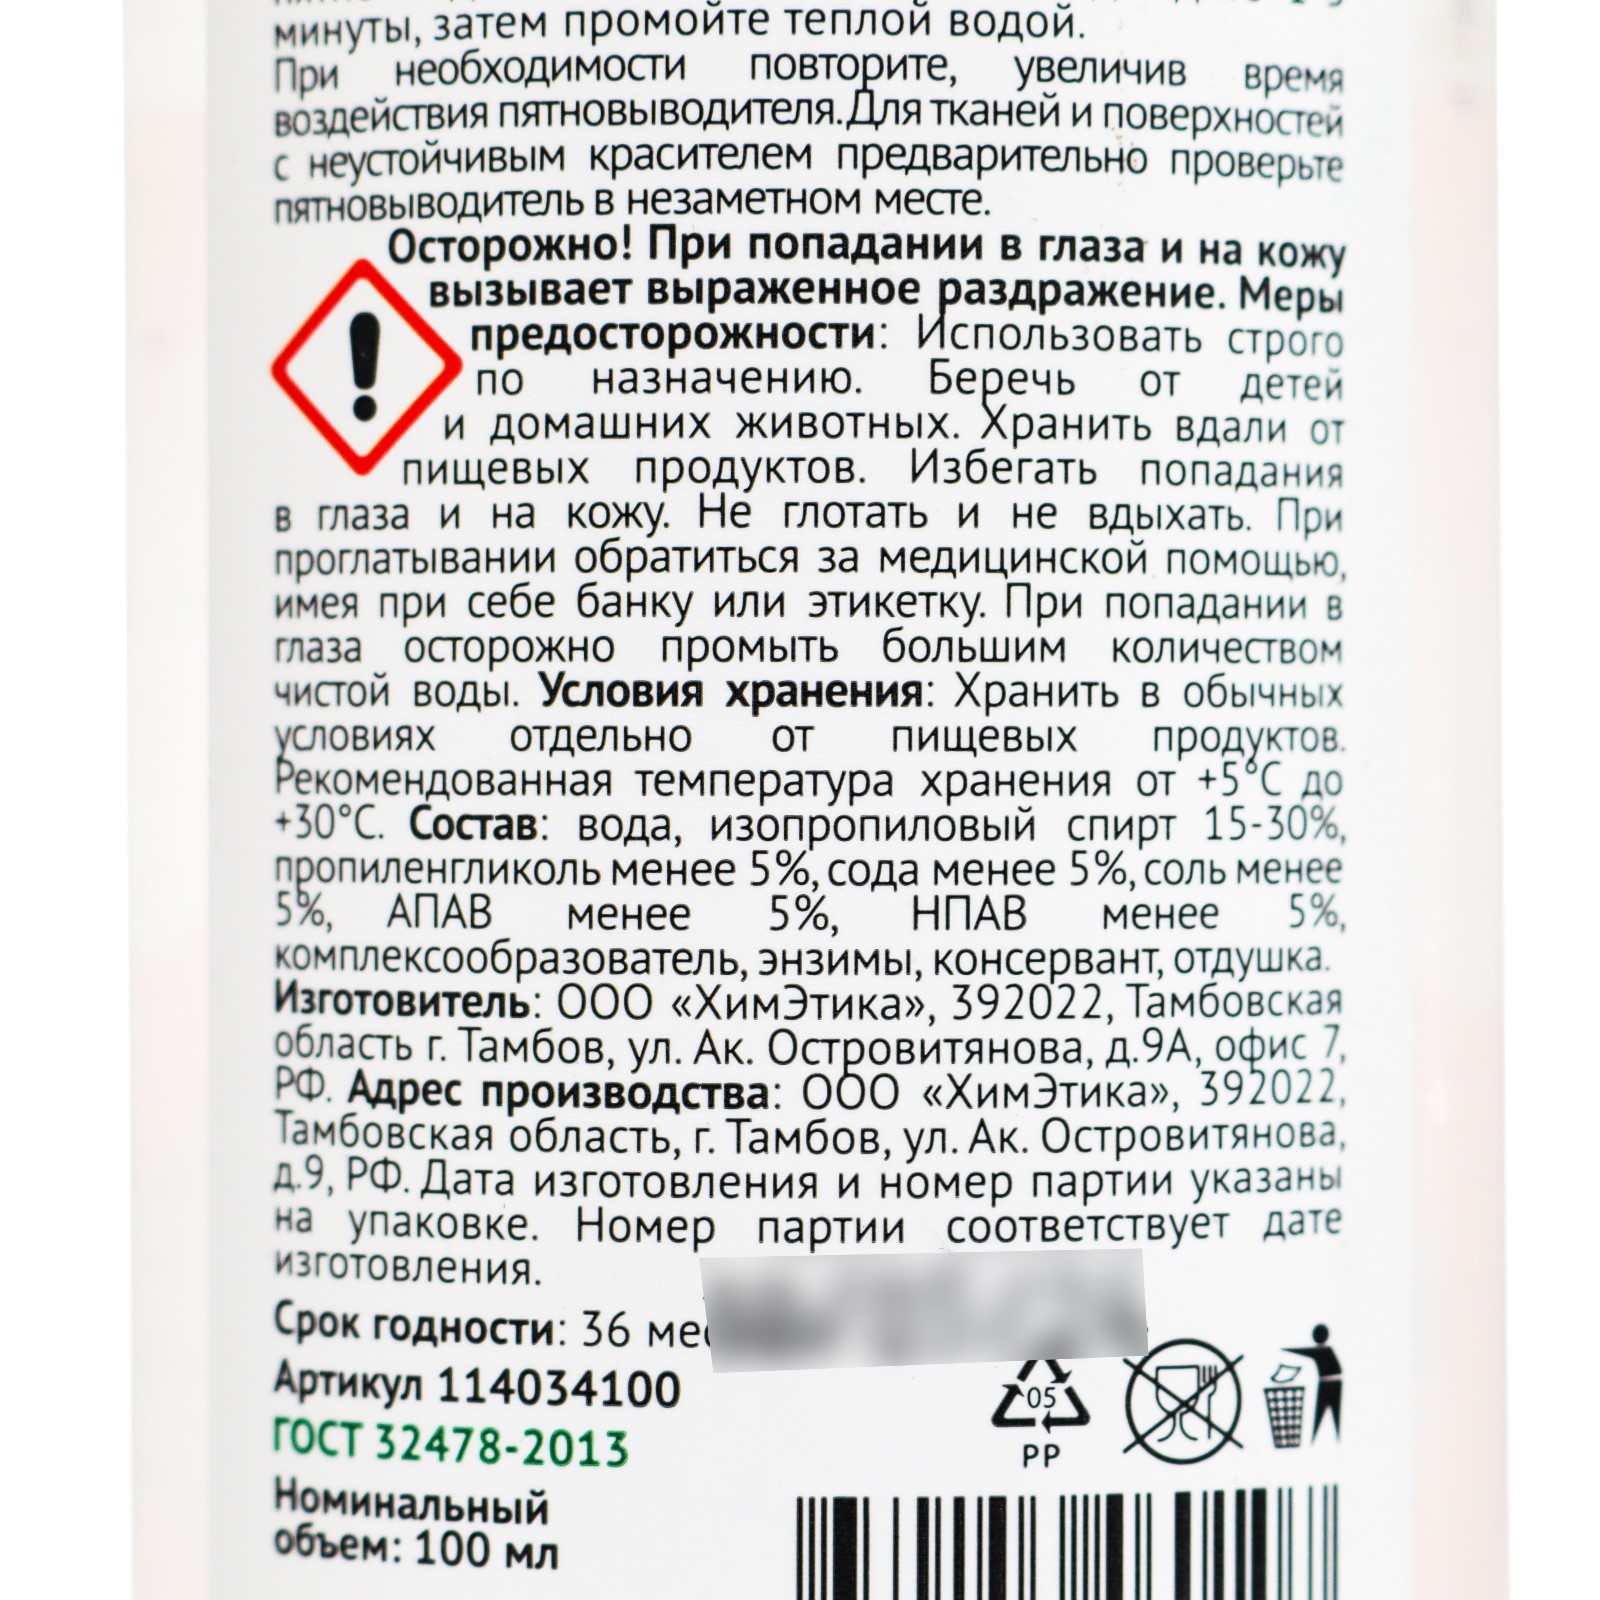 минуты, затем промойте теплой водой.
При необходимости повторите, увеличив время
воздействия пятновыводителя. Для тканей и поверхностей
с неустойчивым красителем предварительно проверьте
пятновыводитель в незаметном месте.
Осторожно! При попадании в глаза и на кожу
вызывает выраженное раздражение. Меры
предосторожности: Использовать строго
по назначению. Беречь от детей
и домашних животных. Хранить вдали от
пищевых продуктов. Избегать попадания
в глаза и на кожу. Не глотать и не вдыхать. При
проглатывании обратиться за медицинской помощью,
имея при себе банку или этикетку. При попадании в
глаза осторожно промыть большим количеством
чистой воды. Условия хранения: Хранить в обычных
условиях отдельно от пищевых продуктов.
Рекомендованная температура хранения от +5°С до
+30°С. Состав: вода, изопропиловый спирт 15-30%,
пропиленгликоль менее 5%, сода менее 5%, соль менее
5%, АПАВ менее 5%, НПАВ менее 5%,
комплексообразователь, энзимы, консервант, отдушка.
Изготовитель: ООО «ХимЭтика», 392022, Тамбовская
область г. Тамбов, ул. Ак. Островитянова, д.9А, офис 7,
РФ. Адрес производства: ООО «ХимЭтика», 392022,
Тамбовская область, г. Тамбов, ул. Ак. Островитянова,
д.9, РФ. Дата изготовления и номер партии указаны
на упаковке. Номер партии соответствует дате
изготовления.
Срок годности: 36
Артикул 114034100
ГОСТ 32478-2013
05
PP
Номинальный
объем: 100 мл